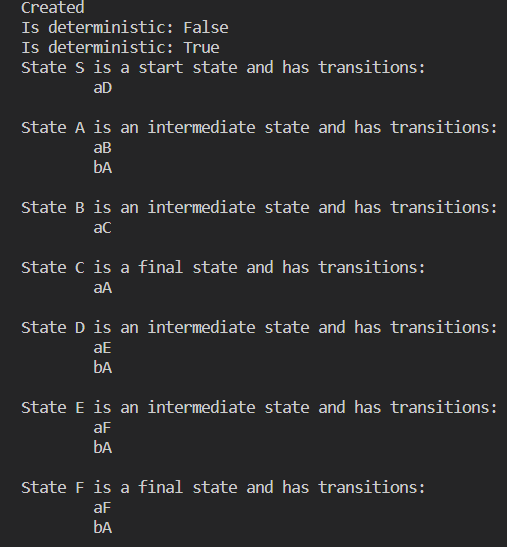 Created
Is deterministic: False
Is deterministic: True
State S is a start state and has transitions:
aD
State A is an intermediate state and has transitions:
aB
bA
State B is an intermediate state and has transitions:
aC
State C is a final state and has transitions:
aA
State D is an intermediate state and has transitions:
aE
bA
State E is an intermediate state and has transitions:
aF
bA
State F is a final state and has transitions:
aF
bA